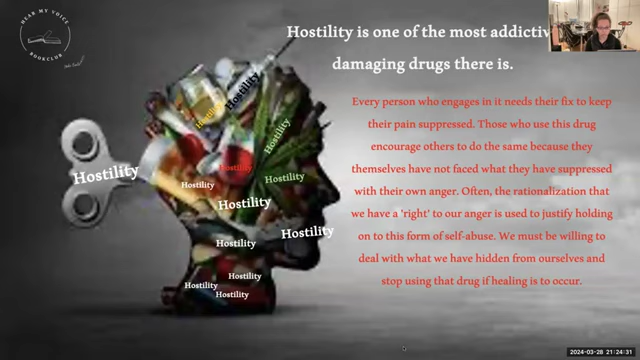 HEAR MY VOICE
BOOKCLUB
Hostility is one of the most addictiv
damaging drugs there is.
Every person who engages in it needs their fix to keep
their pain suppressed. Those who use this drug
encourage others to do the same because they
themselves have not faced what they have suppressed
with their own anger. Often, the rationalization that
we have a 'right' to our anger is used to justify holding
on to this form of self-abuse. We must be willing to
deal with what we have hidden from ourselves and
stop using that drug if healing is to occur.
Hostility
Hostility
Hostility
Hostility
Hostility
Hostility
Hostility
Hostility
Hostility
Hostility
Hostility
Hostility
Hostility
2024-03-28 21:24:31